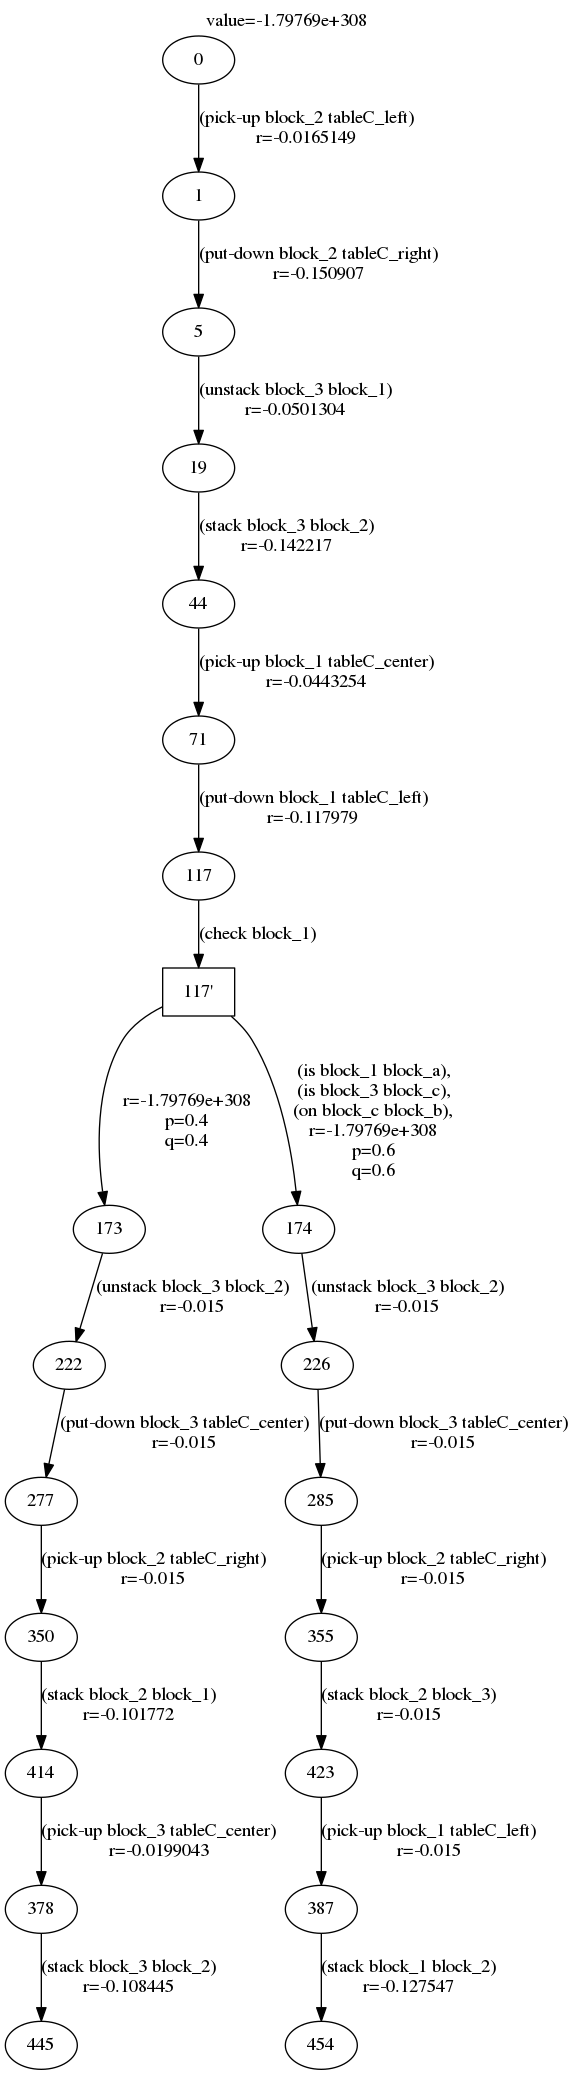 value=-1.79769e+308
0
(pick-up block_2 tableC_left)
r=-0.0165149
1
(put-down block_2 tableC_right)
r=-0.150907
5
(unstack block_3 block_1)
r=-0.0501304
19
(stack block_3 block_2)
r=-0.142217
44
(pick-up block_1 tableC_center)
r=-0.0443254
71
(put-down block_1 tableC_left)
r=-0.117979
117
(check block_1)
117'
r=-1.79769e+308
p=0.4
q=0.4
(is block_1 block_a),
(is block_3 block_c),
(on block_c block_b),
r=-1.79769e+308
p=0.6
q=0.6
173
174
(unstack block_3 block_2)
r=-0.015
(unstack block_3 block_2)
r=-0.015
222
226
(put-down block_3 tableC_center)
r=-0.015
(put-down block_3 tableC_center)
r=-0.015
277
285
(pick-up block_2 tableC_right)
r=-0.015
(pick-up block_2 tableC_right)
r=-0.015
350
355
(stack block_2 block_1)
r=-0.101772
(stack block_2 block_3)
r=-0.015
414
423
(pick-up block_3 tableC_center)
r=-0.0199043
(pick-up block_1 tableC_left)
r=-0.015
378
387
(stack block_3 block_2)
r=-0.108445
(stack block_1 block_2)
r=-0.127547
445
454